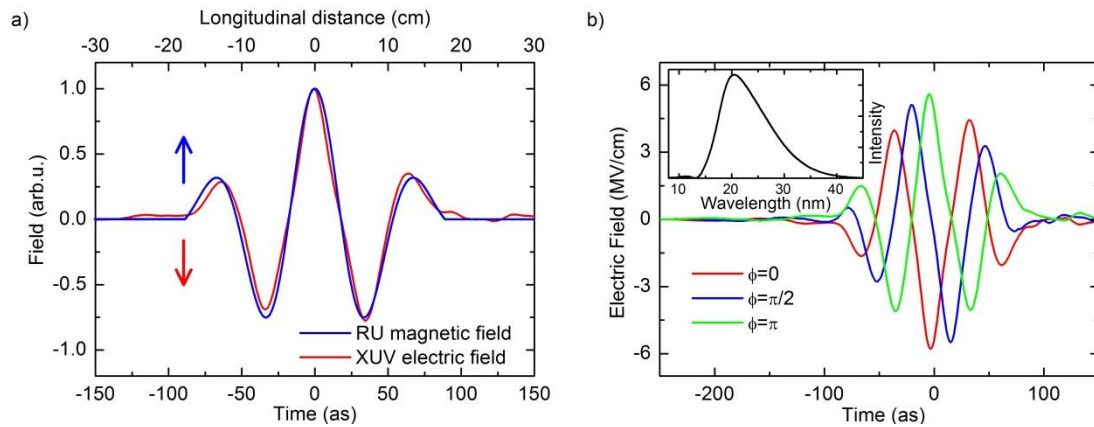 a)
Longitudinal distance (cm)
-30 -20 -10 0 10 20 30
1.0
0.5
0.0
-0.5
-1.0
Field (arb.u.)
RU magnetic field
XUV electric field
-150 -100 -50 0 50 100 150
Time (as)
b)
6
3
0
-3
-6
Electric Field (MV/cm)
Intensity
10 20 30 40
Wavelength (nm)
ϕ=0
ϕ=π/2
ϕ=π
-200 -100 0 100
Time (as)